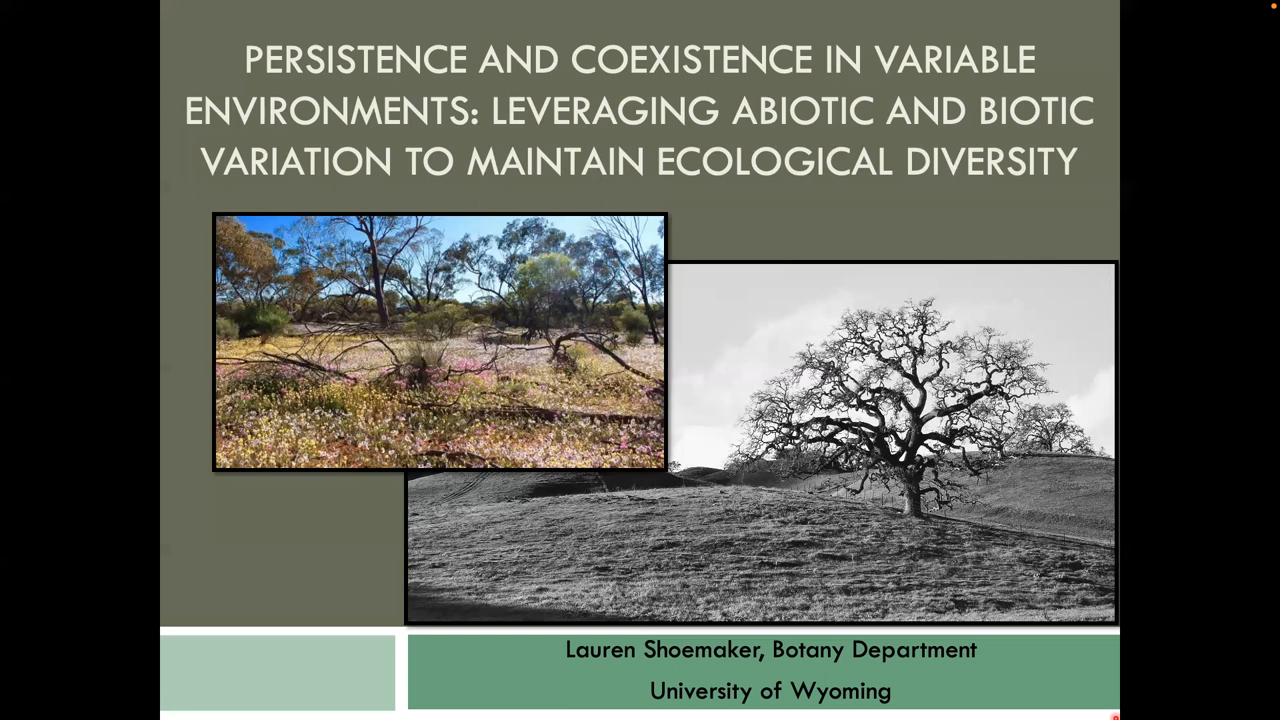 PERSISTENCE AND COEXISTENCE IN VARIABLE
ENVIRONMENTS: LEVERAGING ABIOTIC AND BIOTIC
VARIATION TO MAINTAIN ECOLOGICAL DIVERSITY
Lauren Shoemaker, Botany Department
University of Wyoming